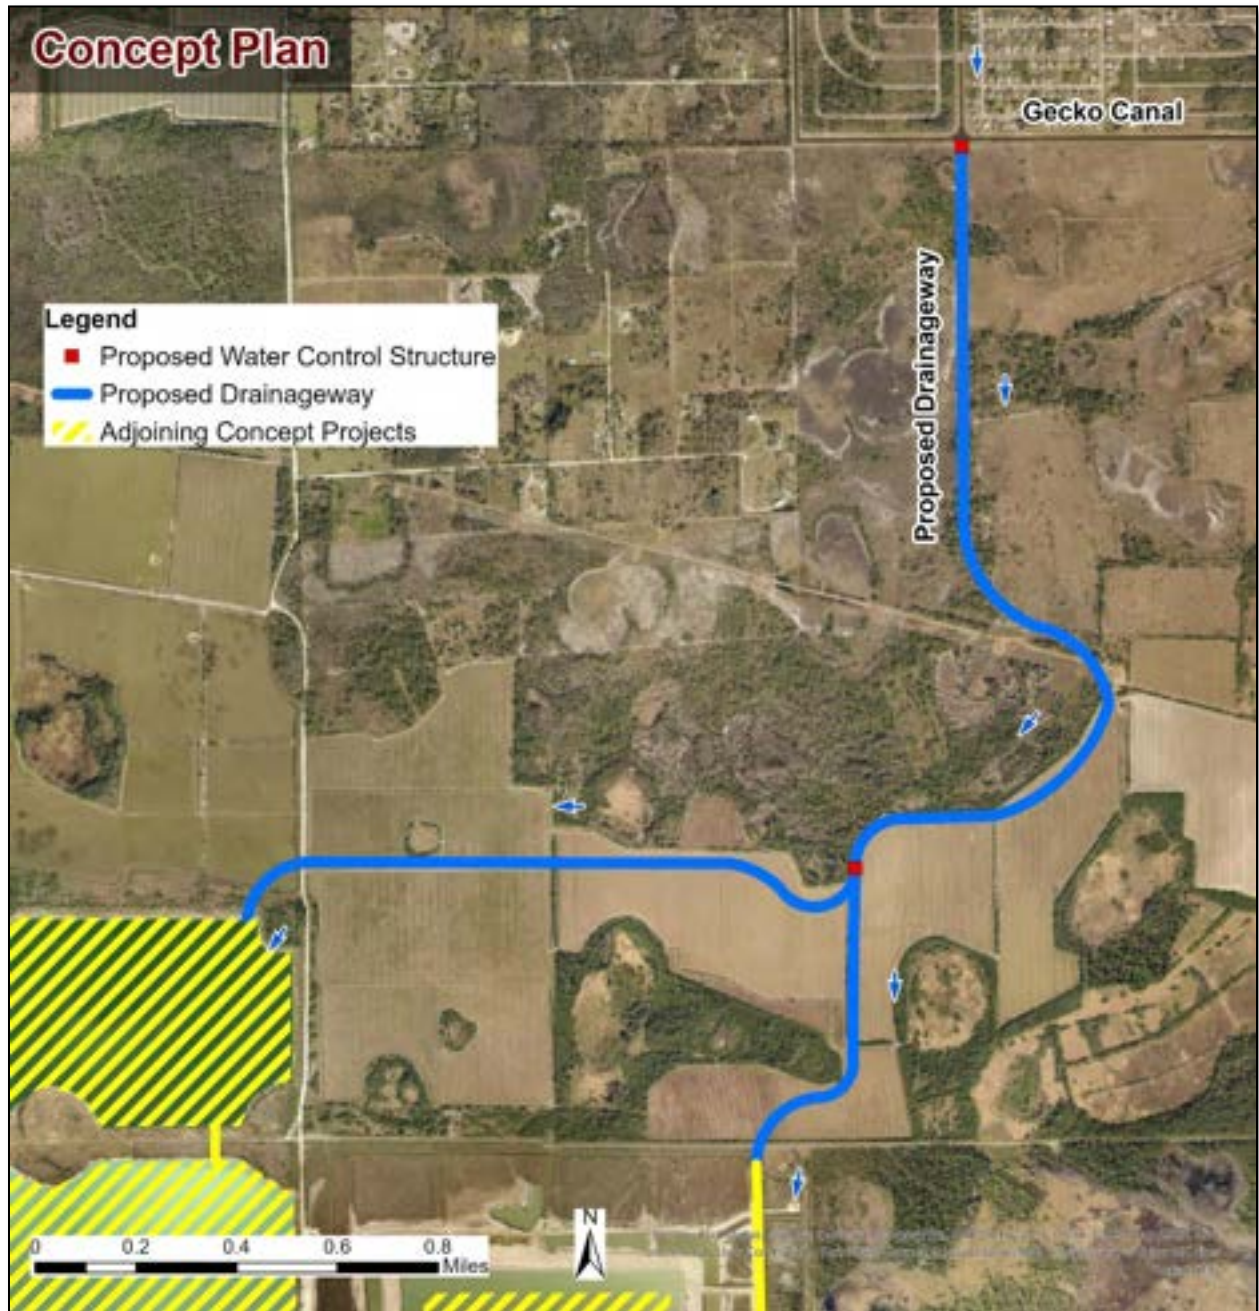 Concept Plan
Gecko Canal
Proposed Drainageway
Legend
Proposed Water Control Structure
Proposed Drainageway
Adjoining Concept Projects
N
0 0.2 0.4 0.6 0.8
Miles